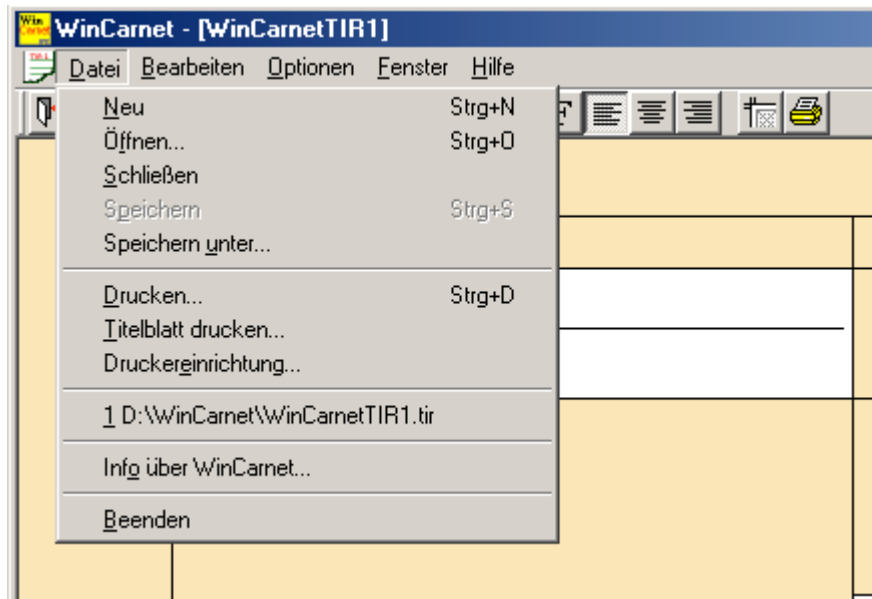 WinCarnet - [WinCarnetTIR1]
Datei Bearbeiten Optionen Fenster Hilfe
Neu Strg+N
Öffnen... Strg+O
Schließen
Speichern Strg+S
Speichern unter...
Drucken... Strg+D
Titelblatt drucken...
Druckereinrichtung...
1 D:\WinCarnet\WinCarnetTIR1.tir
Info über WinCarnet...
Beenden